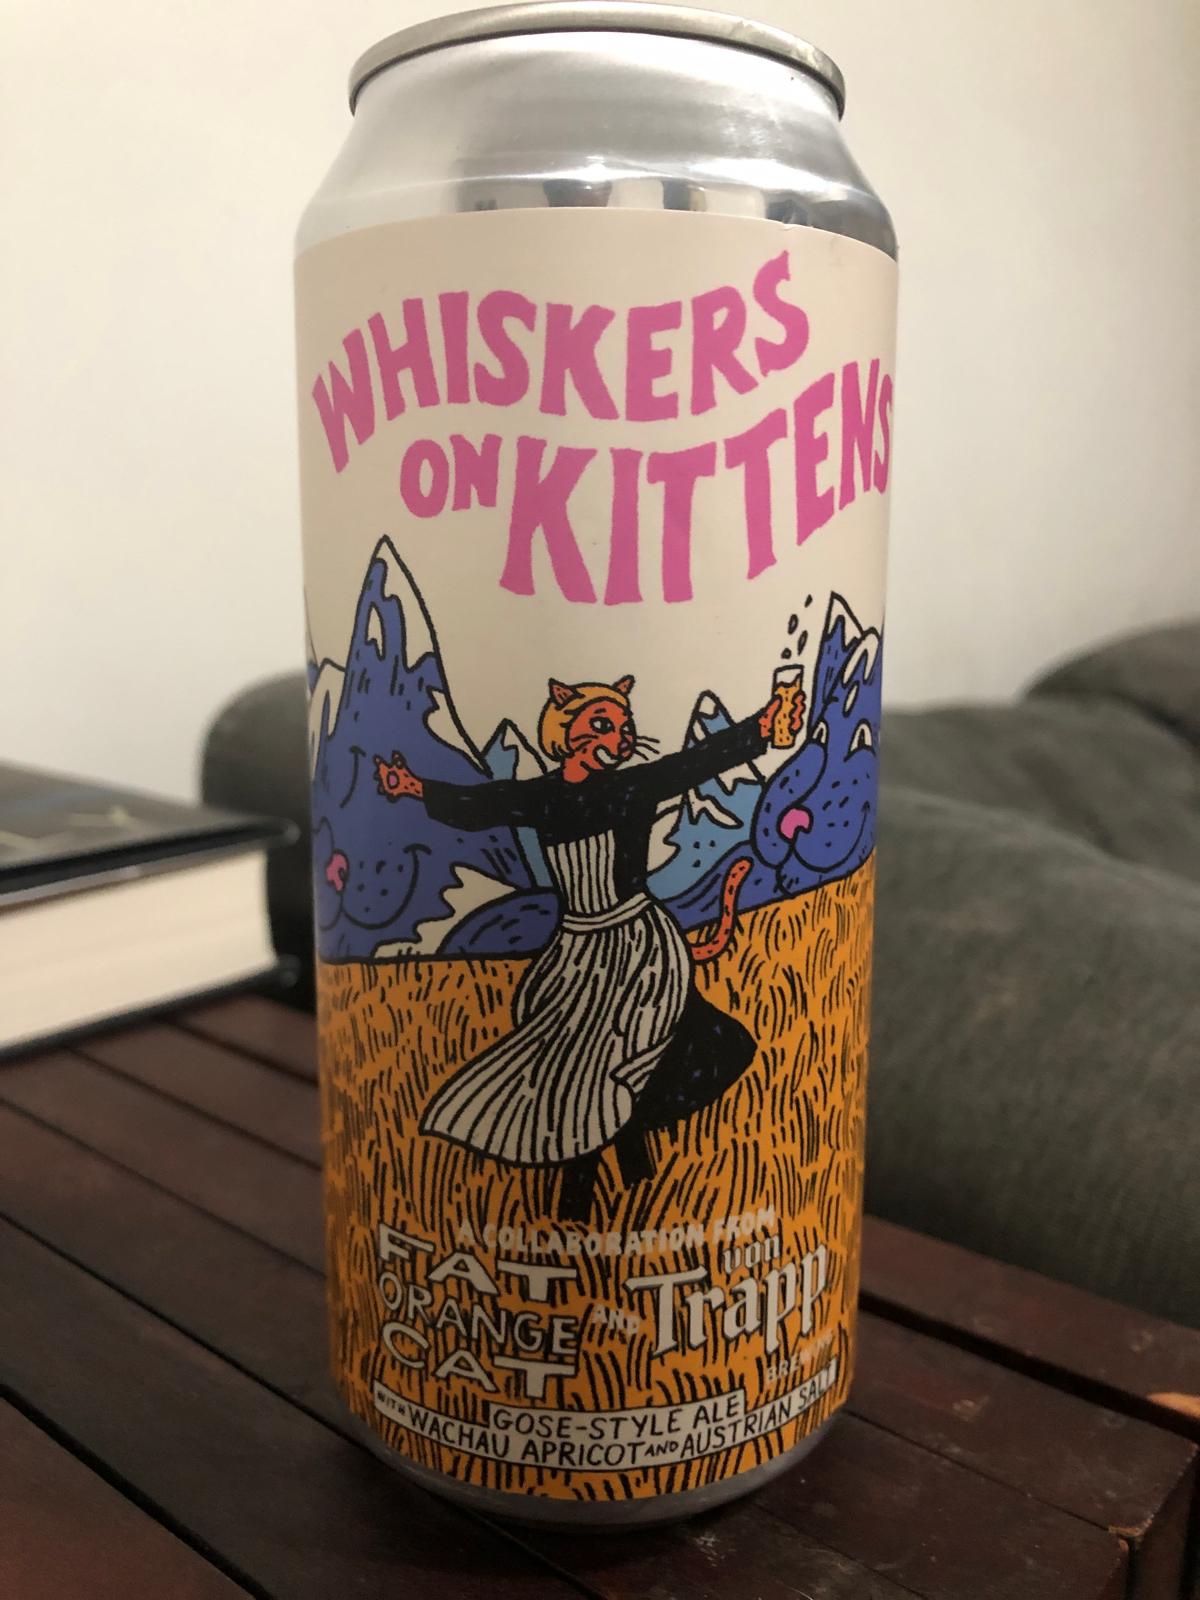 WHISKERS
ON KITTENS
A COLLABORATION FROM
FAT
ORANGE
CAT
AND
von
Trapp
BREWING
GOSE-STYLE ALE
WITH WACHAU APRICOT AND AUSTRIAN SALT